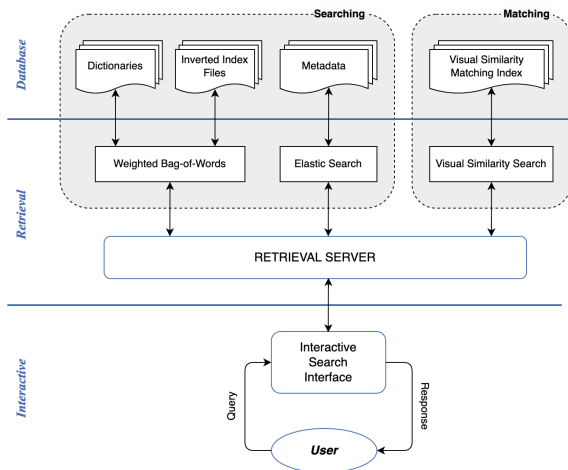 Searching
Matching
Database
Dictionaries
Inverted Index
Files
Metadata
Visual Similarity
Matching Index
Retrieval
Weighted Bag-of-Words
Elastic Search
Visual Similarity Search
RETRIEVAL SERVER
Interactive
Interactive
Search
Interface
Query
Response
User